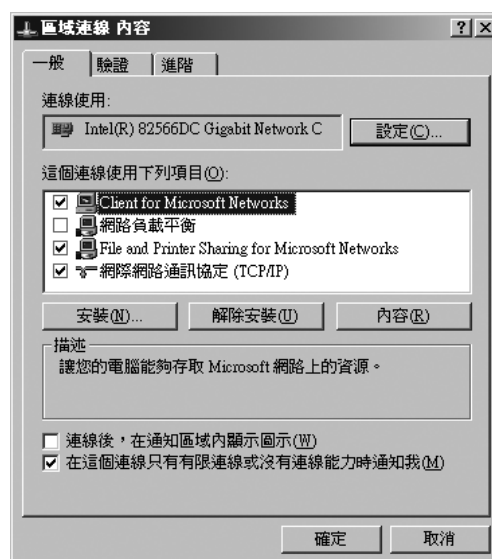 區域連線 內容
一般
驗證
進階
連線使用:
Intel(R) 82566DC Gigabit Network C
設定(C)...
這個連線使用下列項目(O):
Client for Microsoft Networks
網路負載平衡
File and Printer Sharing for Microsoft Networks
網際網路通訊協定 (TCP/IP)
安裝(N)...
解除安裝(U)
內容(R)
描述
讓您的電腦能夠存取 Microsoft 網路上的資源。
連線後，在通知區域內顯示圖示(W)
在這個連線只有有限連線或沒有連線能力時通知我(M)
確定
取消